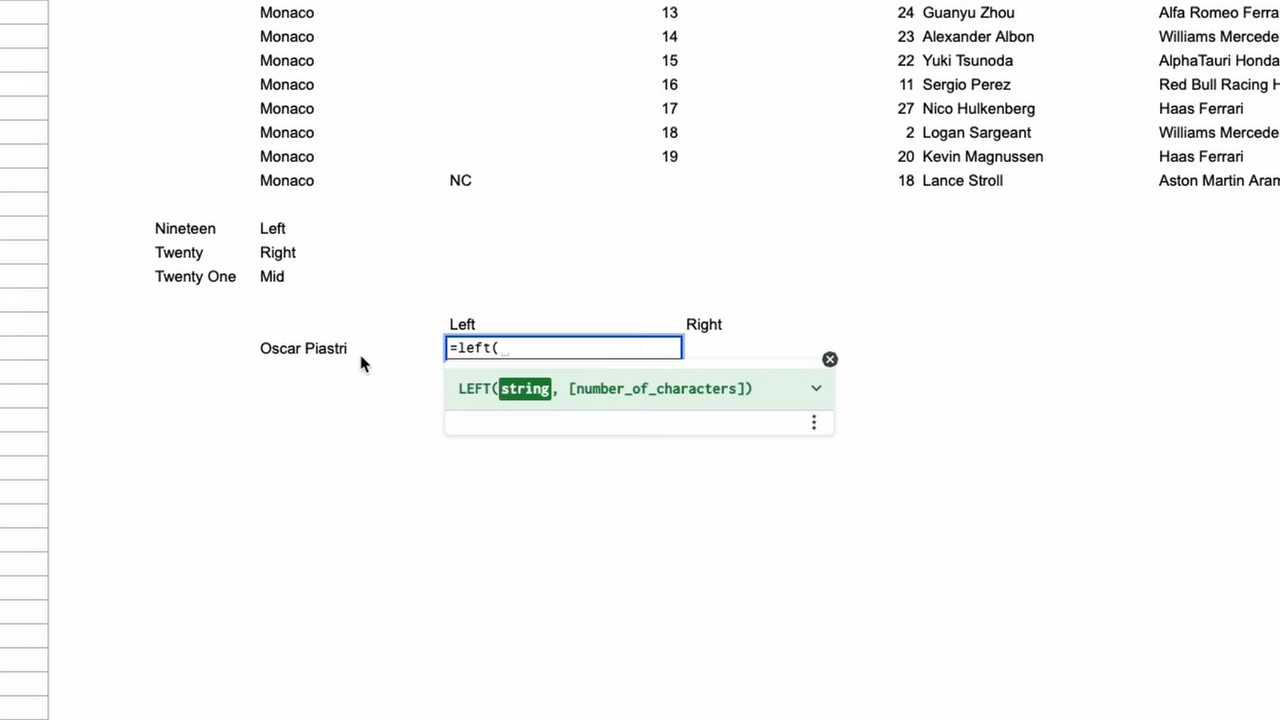 Monaco 13 24 Guanyu Zhou Alfa Romeo Ferra
Monaco 14 23 Alexander Albon Williams Mercede
Monaco 15 22 Yuki Tsunoda AlphaTauri Honda
Monaco 16 11 Sergio Perez Red Bull Racing H
Monaco 17 27 Nico Hulkenberg Haas Ferrari
Monaco 18 2 Logan Sargeant Williams Mercede
Monaco 19 20 Kevin Magnussen Haas Ferrari
Monaco NC 18 Lance Stroll Aston Martin Aram
Nineteen Left
Twenty Right
Twenty One Mid
Left Right
Oscar Piastri =left(
LEFT(string, [number_of_characters])